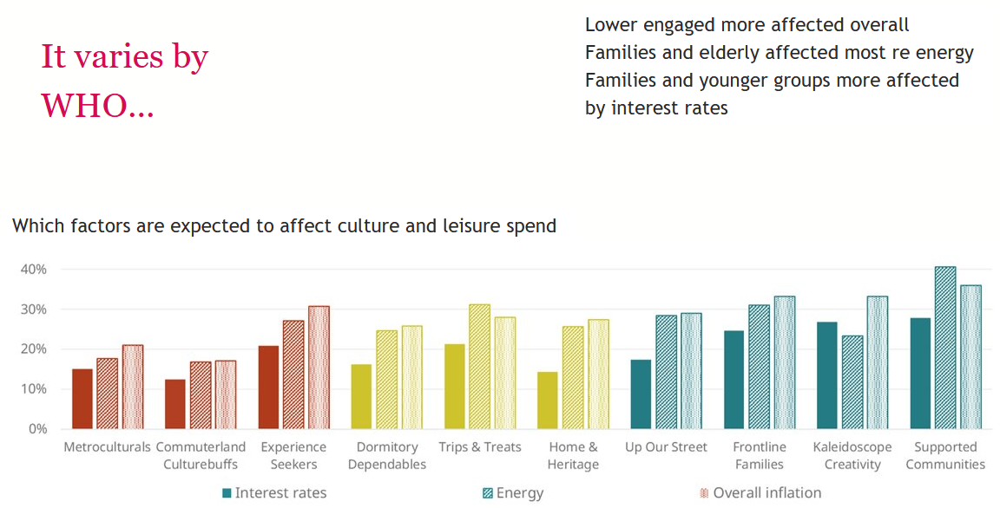 It varies by
WHO...
Lower engaged more affected overall
Families and elderly affected most re energy
Families and younger groups more affected
by interest rates
Which factors are expected to affect culture and leisure spend
40%
30%
20%
10%
0%
Metroculturals
Commuterland
Culturebuffs
Experience
Seekers
Dormitory
Dependables
Trips & Treats
Home &
Heritage
Up Our Street
Frontline
Families
Kaleidoscope
Creativity
Supported
Communities
Interest rates
Energy
Overall inflation